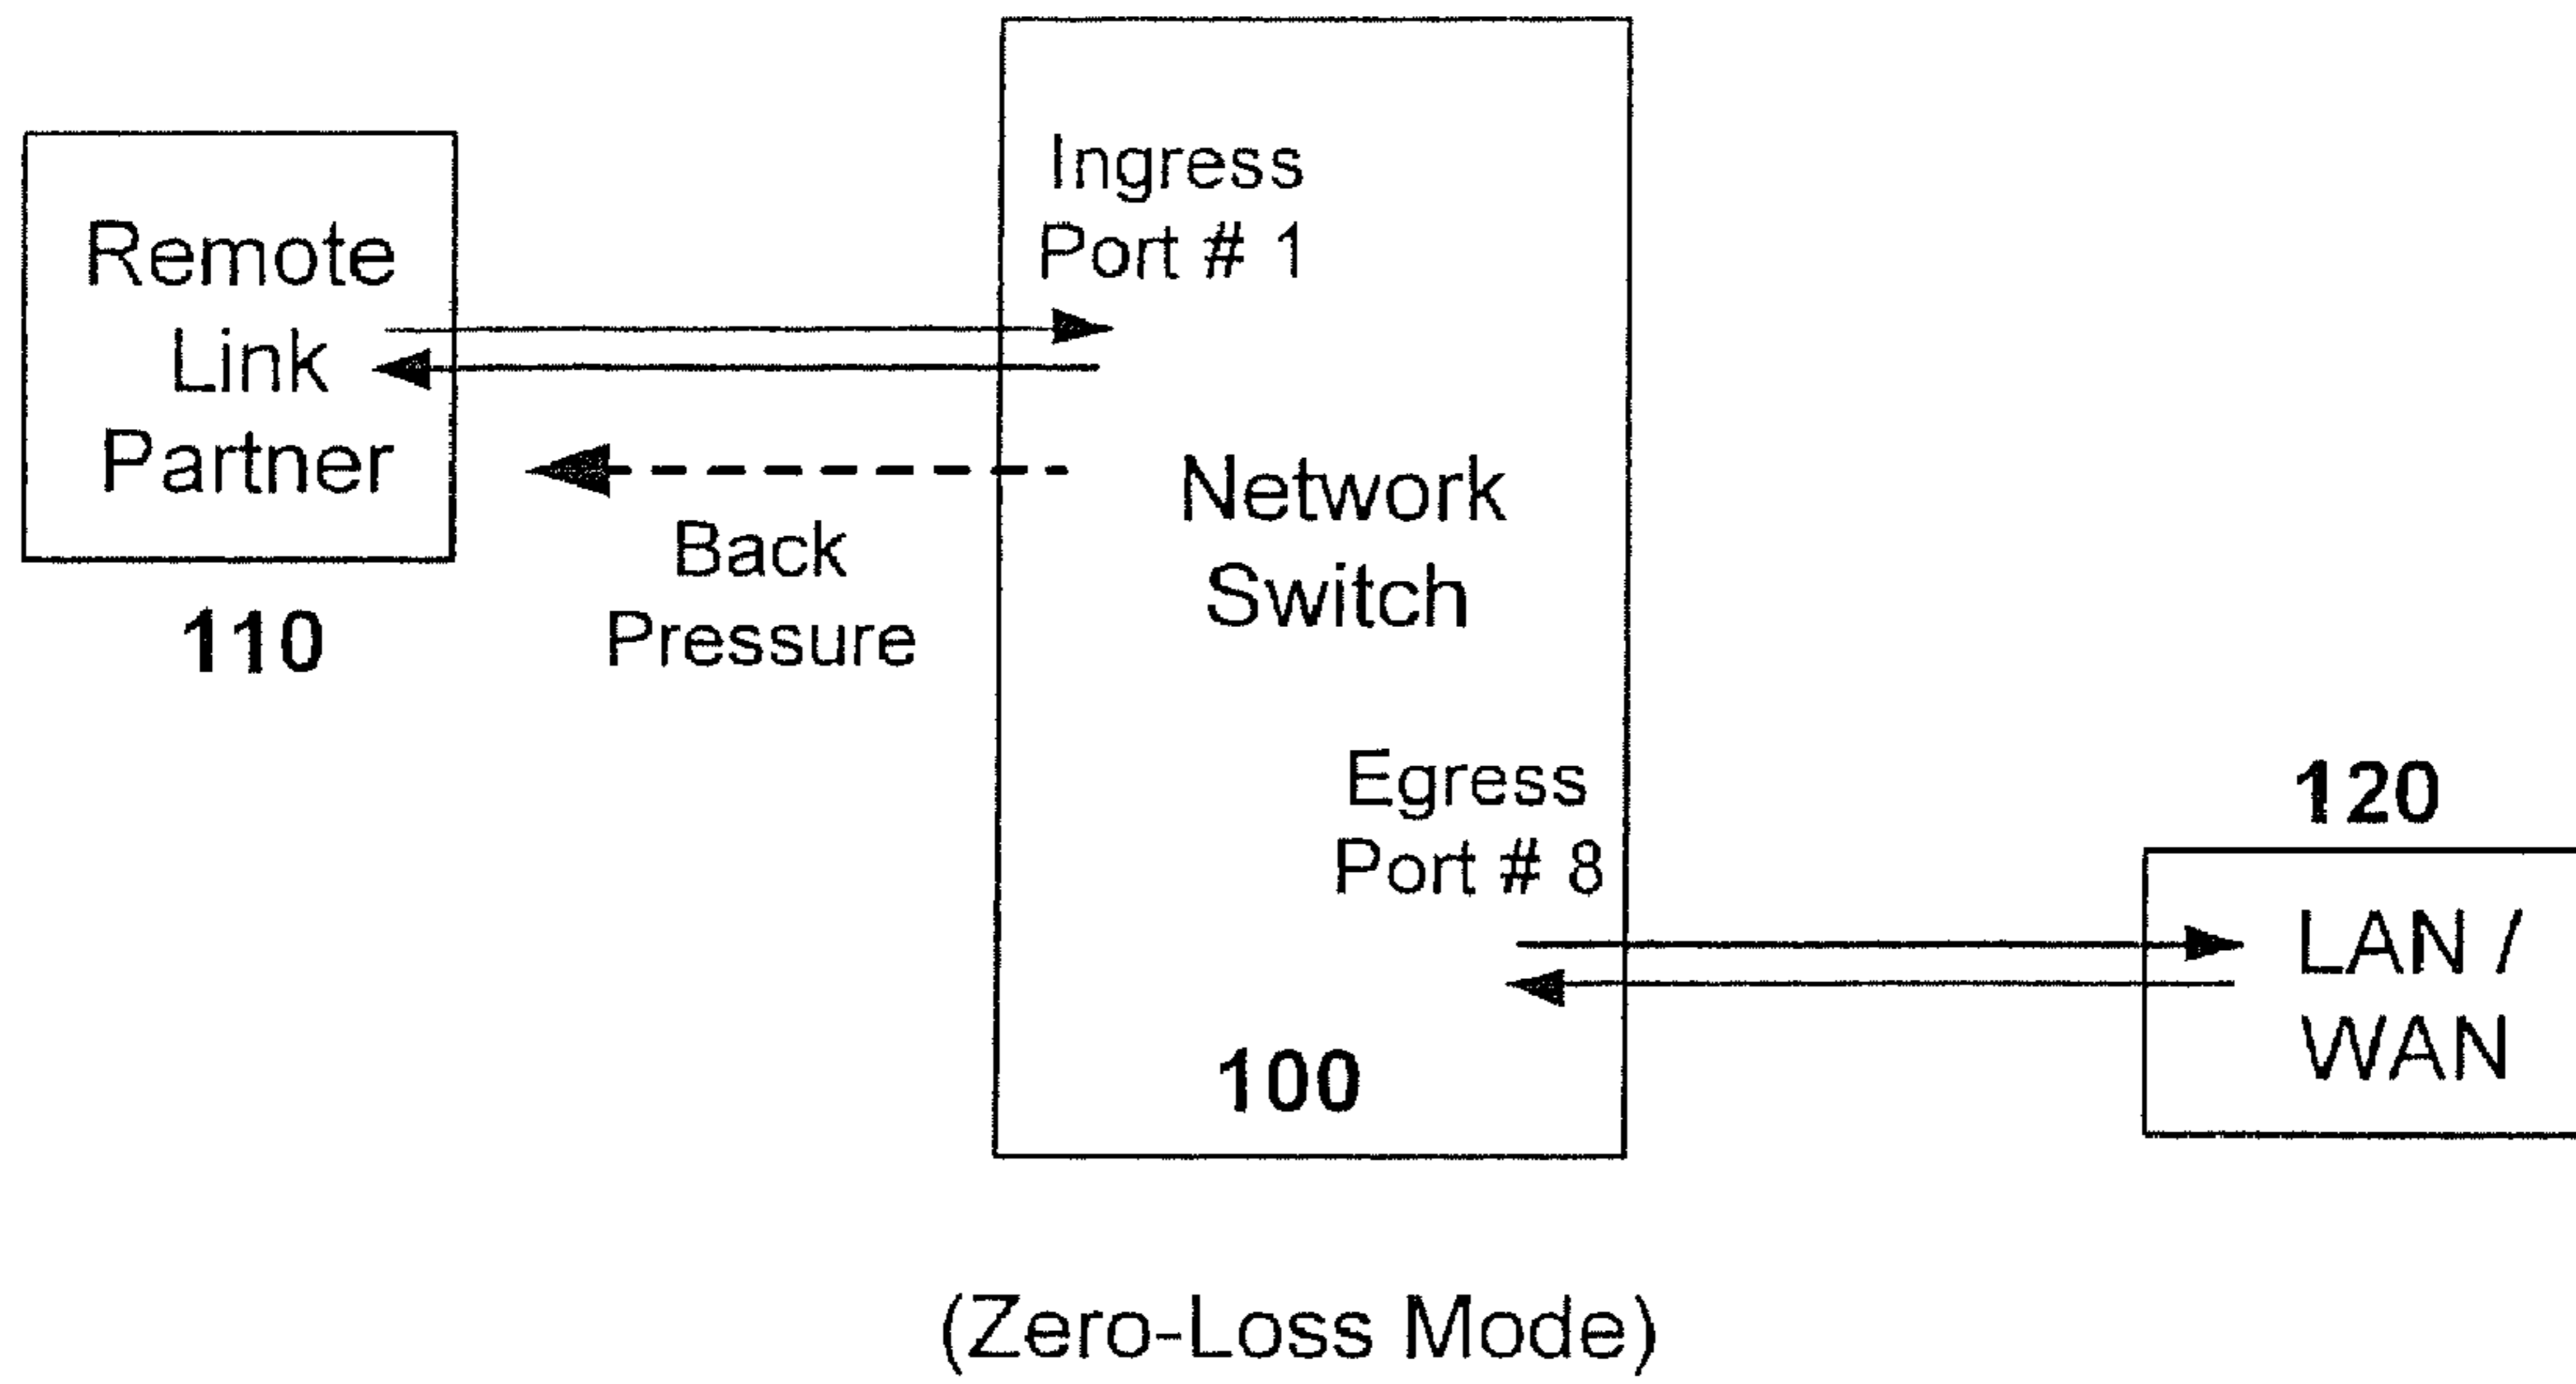 Remote
Link
Partner
110
Back
Pressure
Ingress
Port # 1
Network
Switch
Egress
Port # 8
100
120
LAN /
WAN
(Zero-Loss Mode)